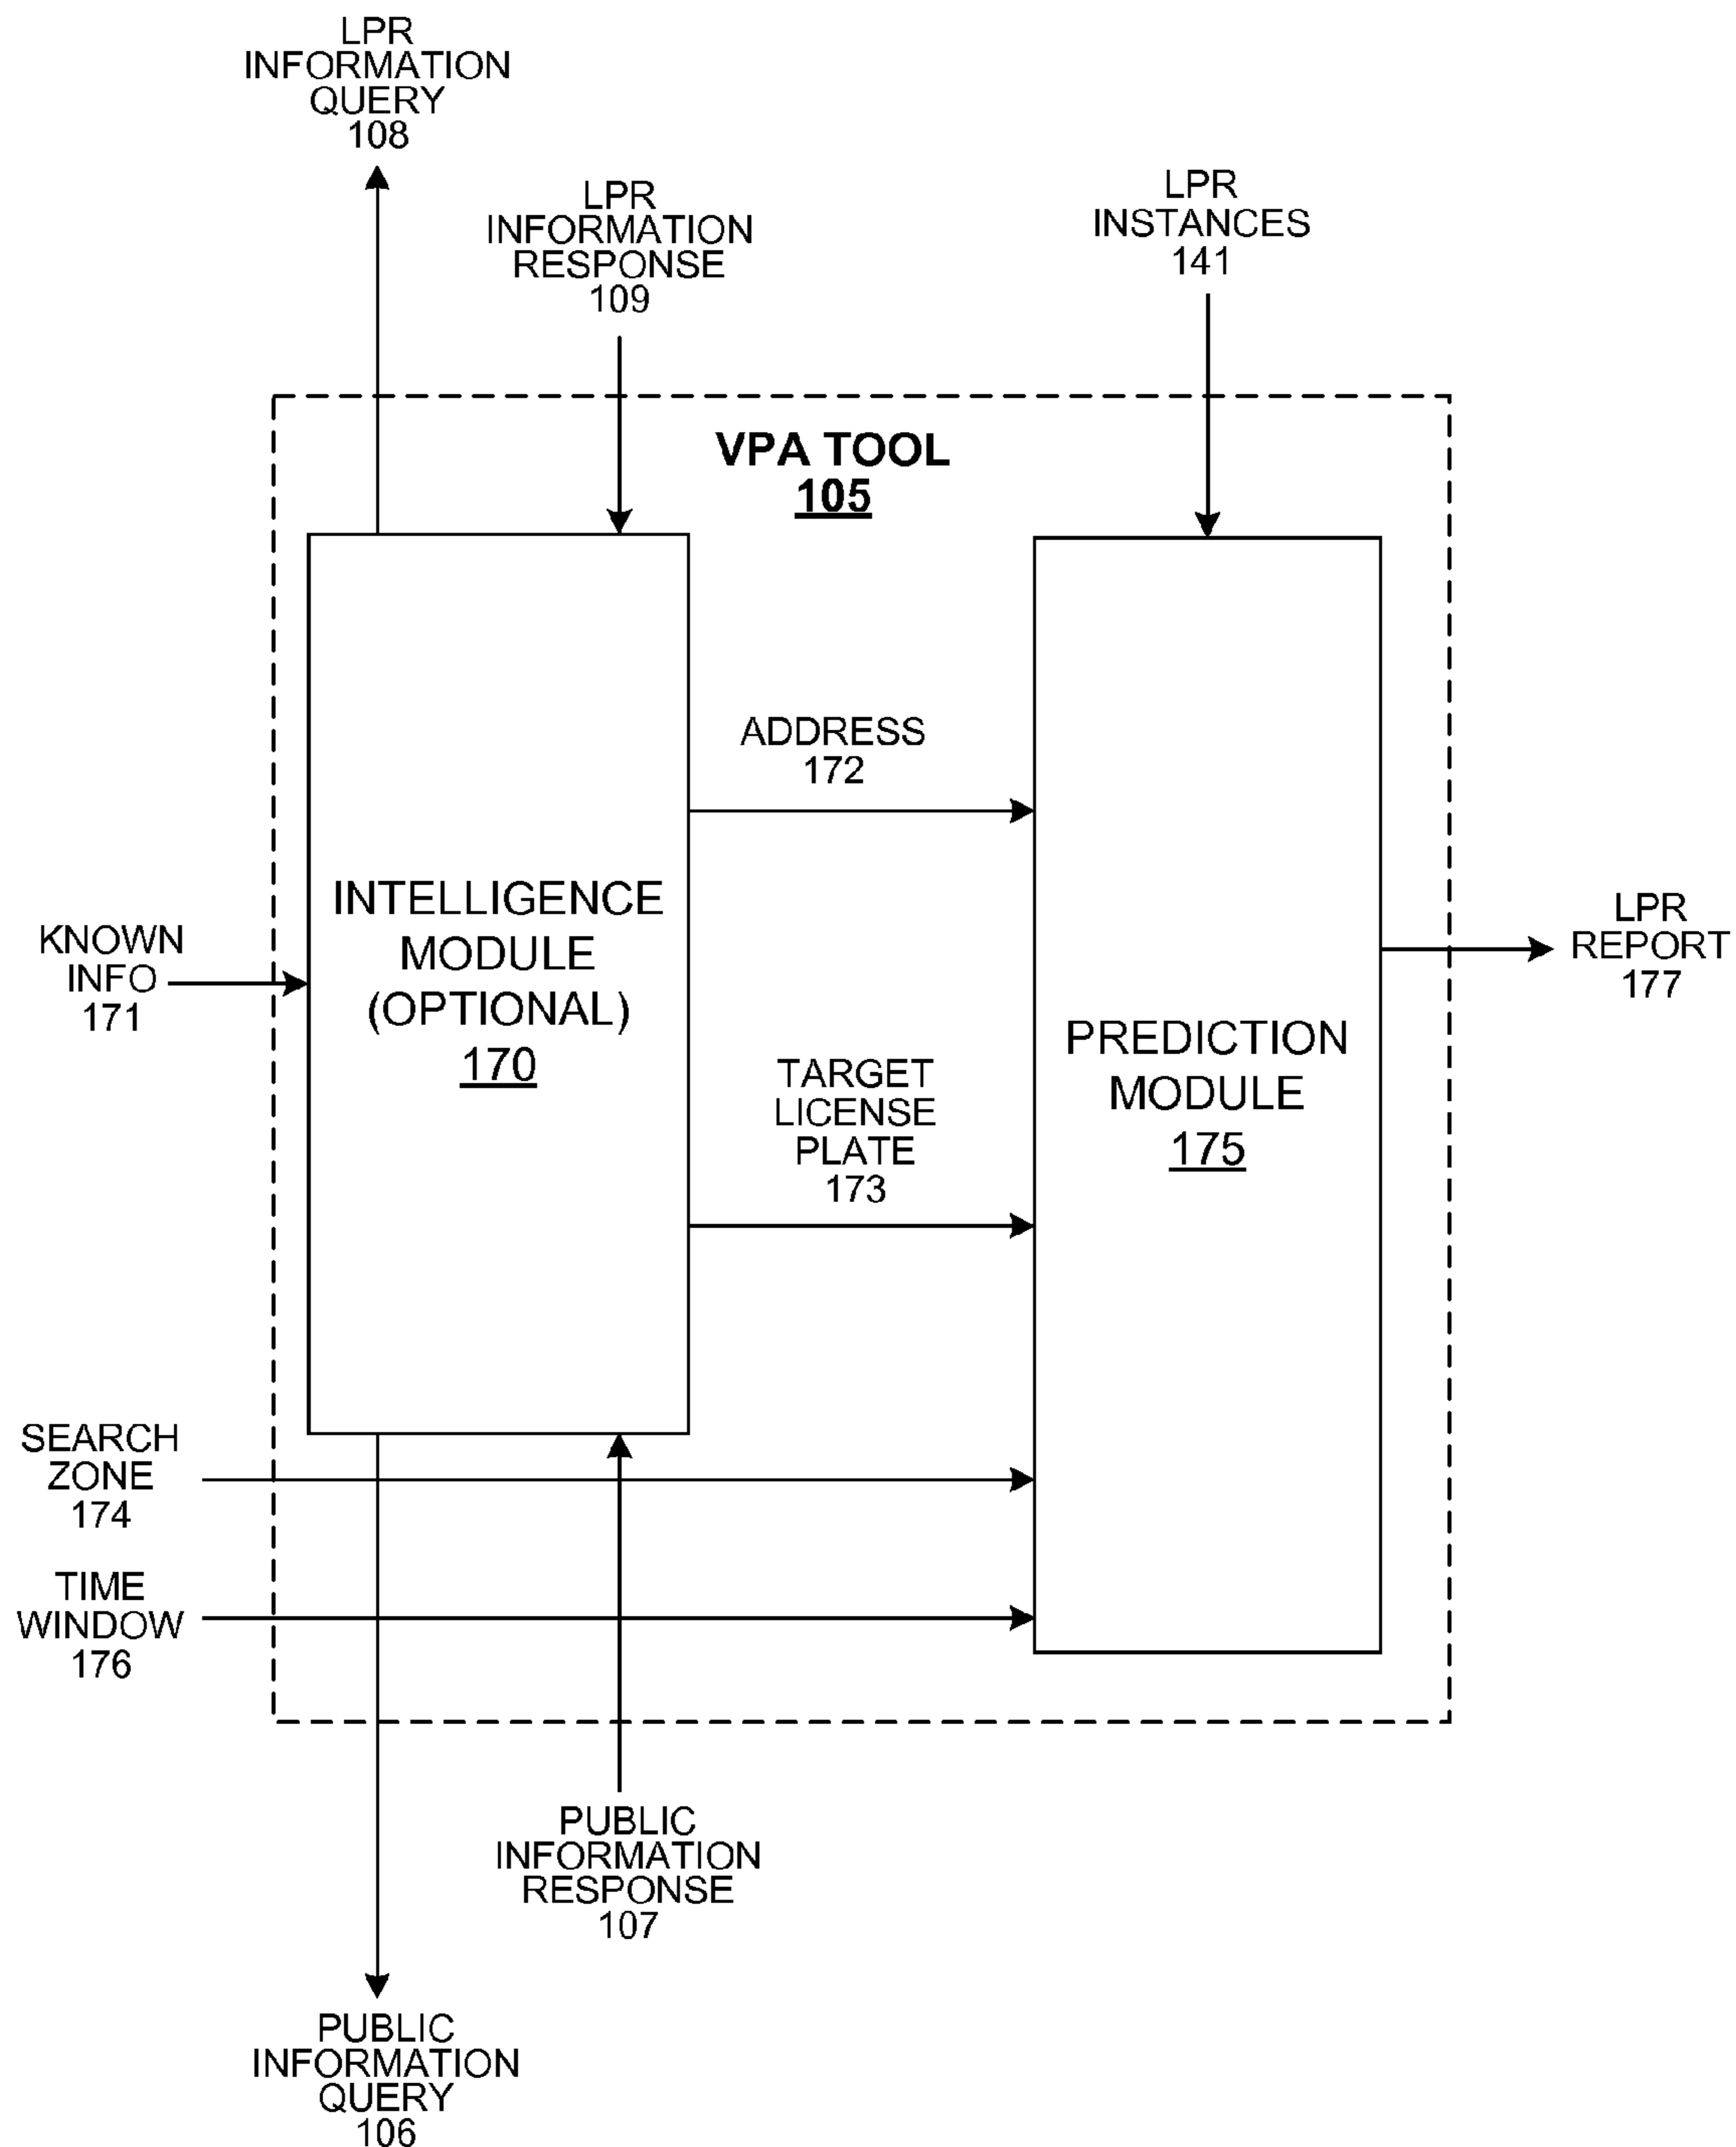 LPR
INFORMATION
QUERY
108
LPR
INFORMATION
RESPONSE
109
LPR
INSTANCES
141
VPA TOOL
105
ADDRESS
172
INTELLIGENCE
MODULE
(OPTIONAL)
170
KNOWN
INFO
171
LPR
REPORT
177
TARGET
LICENSE
PLATE
173
PREDICTION
MODULE
175
SEARCH
ZONE
174
TIME
WINDOW
176
PUBLIC
INFORMATION
RESPONSE
107
PUBLIC
INFORMATION
QUERY
106